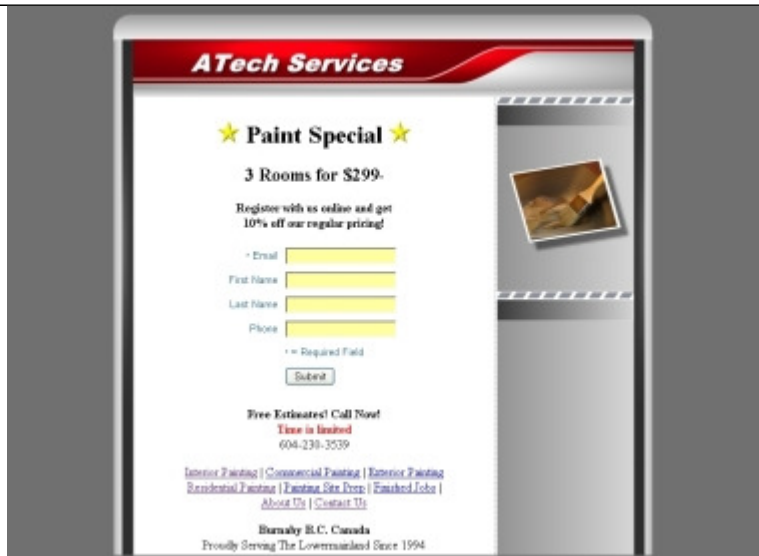 ATech Services
Paint Special
3 Rooms for $299-
Register with us online and get
10% off our regular pricing!
* Email
First Name
Last Name
Phone
* = Required Field
Submit
Free Estimates! Call Now!
Time is limited
604-230-3539
Interior Painting | Commercial Painting | Exterior Painting
Residential Painting | Painting Site Prep | Finished Jobs |
About Us | Contact Us
Burnaby B.C. Canada
Proudly Serving The Lowermainland Since 1994